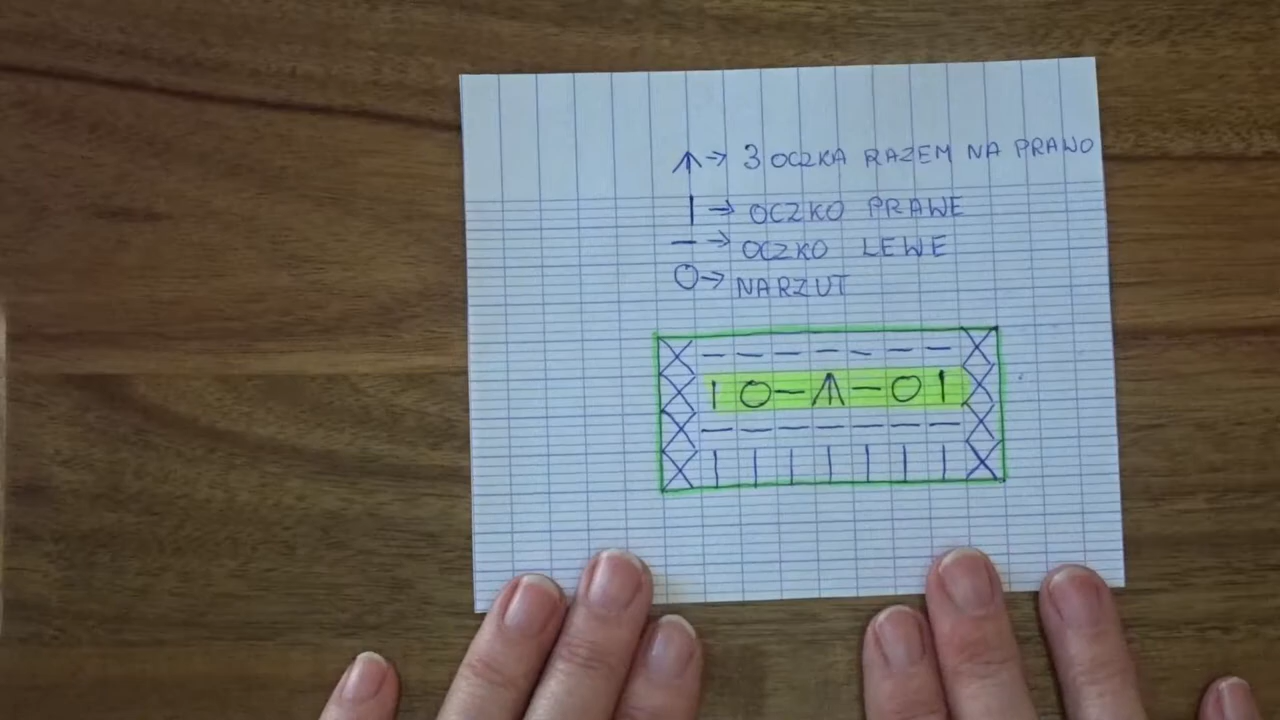 ↑ → 3 OCZKA RAZEM NA PRAWO
| → OCZKO PRAWE
– → OCZKO LEWE
O → NARZUT
X – – – – – – – X
X | O – ↑ – O | X
X – – – – – – – X
X | | | | | | | X